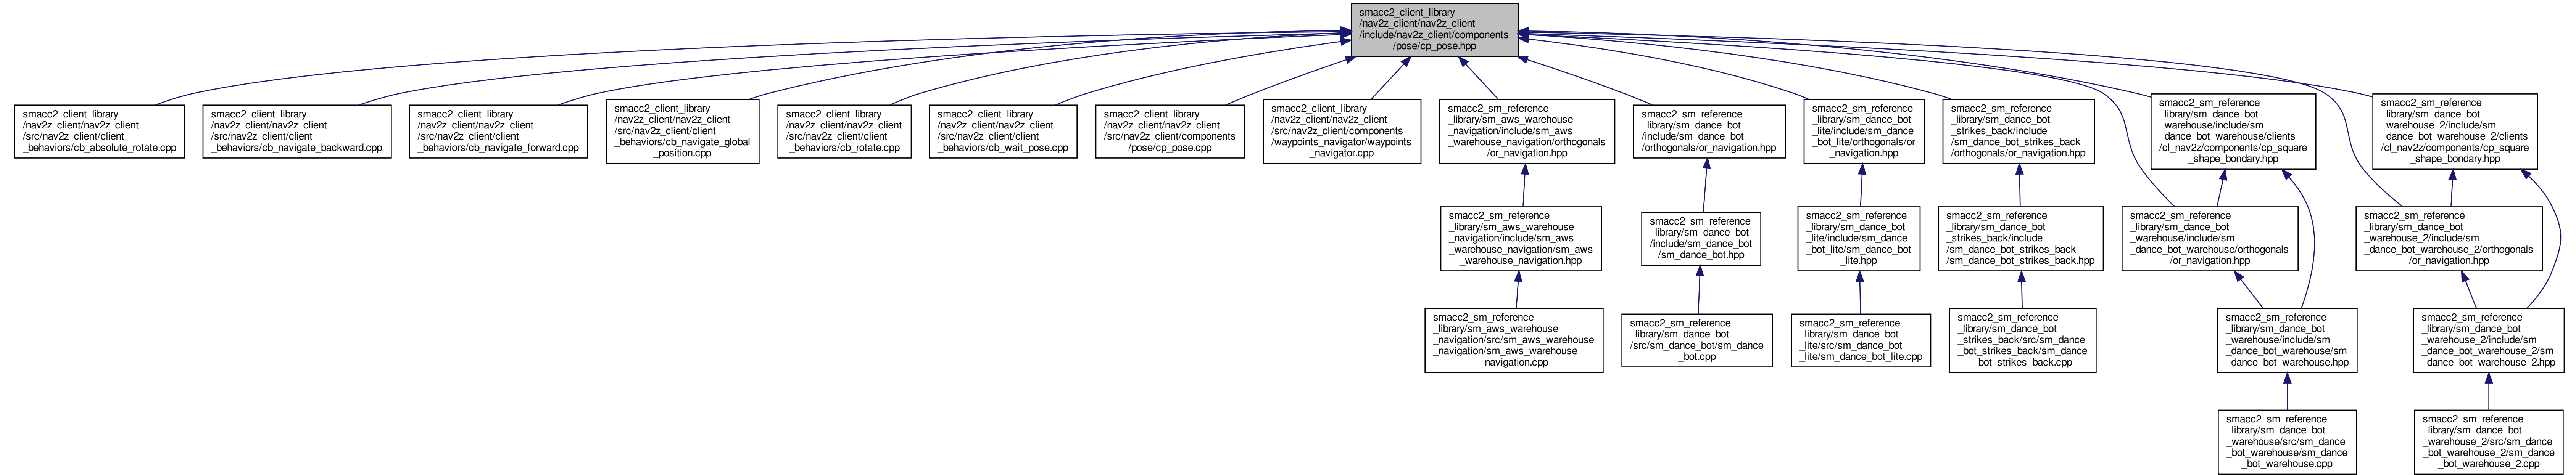 smacc2_client_library
/nav2z_client/nav2z_client
/include/nav2z_client/components
/pose/cp_pose.hpp
smacc2_client_library
/nav2z_client/nav2z_client
/src/nav2z_client/client
_behaviors/cb_absolute_rotate.cpp
smacc2_client_library
/nav2z_client/nav2z_client
/src/nav2z_client/client
_behaviors/cb_navigate_backward.cpp
smacc2_client_library
/nav2z_client/nav2z_client
/src/nav2z_client/client
_behaviors/cb_navigate_forward.cpp
smacc2_client_library
/nav2z_client/nav2z_client
/src/nav2z_client/client
_behaviors/cb_navigate_global
_position.cpp
smacc2_client_library
/nav2z_client/nav2z_client
/src/nav2z_client/client
_behaviors/cb_rotate.cpp
smacc2_client_library
/nav2z_client/nav2z_client
/src/nav2z_client/client
_behaviors/cb_wait_pose.cpp
smacc2_client_library
/nav2z_client/nav2z_client
/src/nav2z_client/components
/pose/cp_pose.cpp
smacc2_client_library
/nav2z_client/nav2z_client
/src/nav2z_client/components
/waypoints_navigator/waypoints
_navigator.cpp
smacc2_sm_reference
_library/sm_aws_warehouse
_navigation/include/sm_aws
_warehouse_navigation/orthogonals
/or_navigation.hpp
smacc2_sm_reference
_library/sm_dance_bot
/include/sm_dance_bot
/orthogonals/or_navigation.hpp
smacc2_sm_reference
_library/sm_dance_bot
_lite/include/sm_dance
_bot_lite/orthogonals/or
_navigation.hpp
smacc2_sm_reference
_library/sm_dance_bot
_strikes_back/include
/sm_dance_bot_strikes_back
/orthogonals/or_navigation.hpp
smacc2_sm_reference
_library/sm_dance_bot
_warehouse/include/sm
_dance_bot_warehouse/clients
/cl_nav2z/components/cp_square
_shape_bondary.hpp
smacc2_sm_reference
_library/sm_dance_bot
_warehouse_2/include/sm
_dance_bot_warehouse_2/clients
/cl_nav2z/components/cp_square
_shape_bondary.hpp
smacc2_sm_reference
_library/sm_aws_warehouse
_navigation/include/sm_aws
_warehouse_navigation/sm_aws
_warehouse_navigation.hpp
smacc2_sm_reference
_library/sm_dance_bot
/include/sm_dance_bot
/sm_dance_bot.hpp
smacc2_sm_reference
_library/sm_dance_bot
_lite/include/sm_dance
_bot_lite/sm_dance_bot
_lite.hpp
smacc2_sm_reference
_library/sm_dance_bot
_strikes_back/include
/sm_dance_bot_strikes_back
/sm_dance_bot_strikes_back.hpp
smacc2_sm_reference
_library/sm_dance_bot
_warehouse/include/sm
_dance_bot_warehouse/orthogonals
/or_navigation.hpp
smacc2_sm_reference
_library/sm_dance_bot
_warehouse_2/include/sm
_dance_bot_warehouse_2/orthogonals
/or_navigation.hpp
smacc2_sm_reference
_library/sm_aws_warehouse
_navigation/src/sm_aws_warehouse
_navigation/sm_aws_warehouse
_navigation.cpp
smacc2_sm_reference
_library/sm_dance_bot
/src/sm_dance_bot/sm_dance
_bot.cpp
smacc2_sm_reference
_library/sm_dance_bot
_lite/src/sm_dance_bot
_lite/sm_dance_bot_lite.cpp
smacc2_sm_reference
_library/sm_dance_bot
_strikes_back/src/sm_dance
_bot_strikes_back/sm_dance
_bot_strikes_back.cpp
smacc2_sm_reference
_library/sm_dance_bot
_warehouse/include/sm
_dance_bot_warehouse/sm
_dance_bot_warehouse.hpp
smacc2_sm_reference
_library/sm_dance_bot
_warehouse_2/include/sm
_dance_bot_warehouse_2/sm
_dance_bot_warehouse_2.hpp
smacc2_sm_reference
_library/sm_dance_bot
_warehouse/src/sm_dance
_bot_warehouse/sm_dance
_bot_warehouse.cpp
smacc2_sm_reference
_library/sm_dance_bot
_warehouse_2/src/sm_dance
_bot_warehouse_2/sm_dance
_bot_warehouse_2.cpp